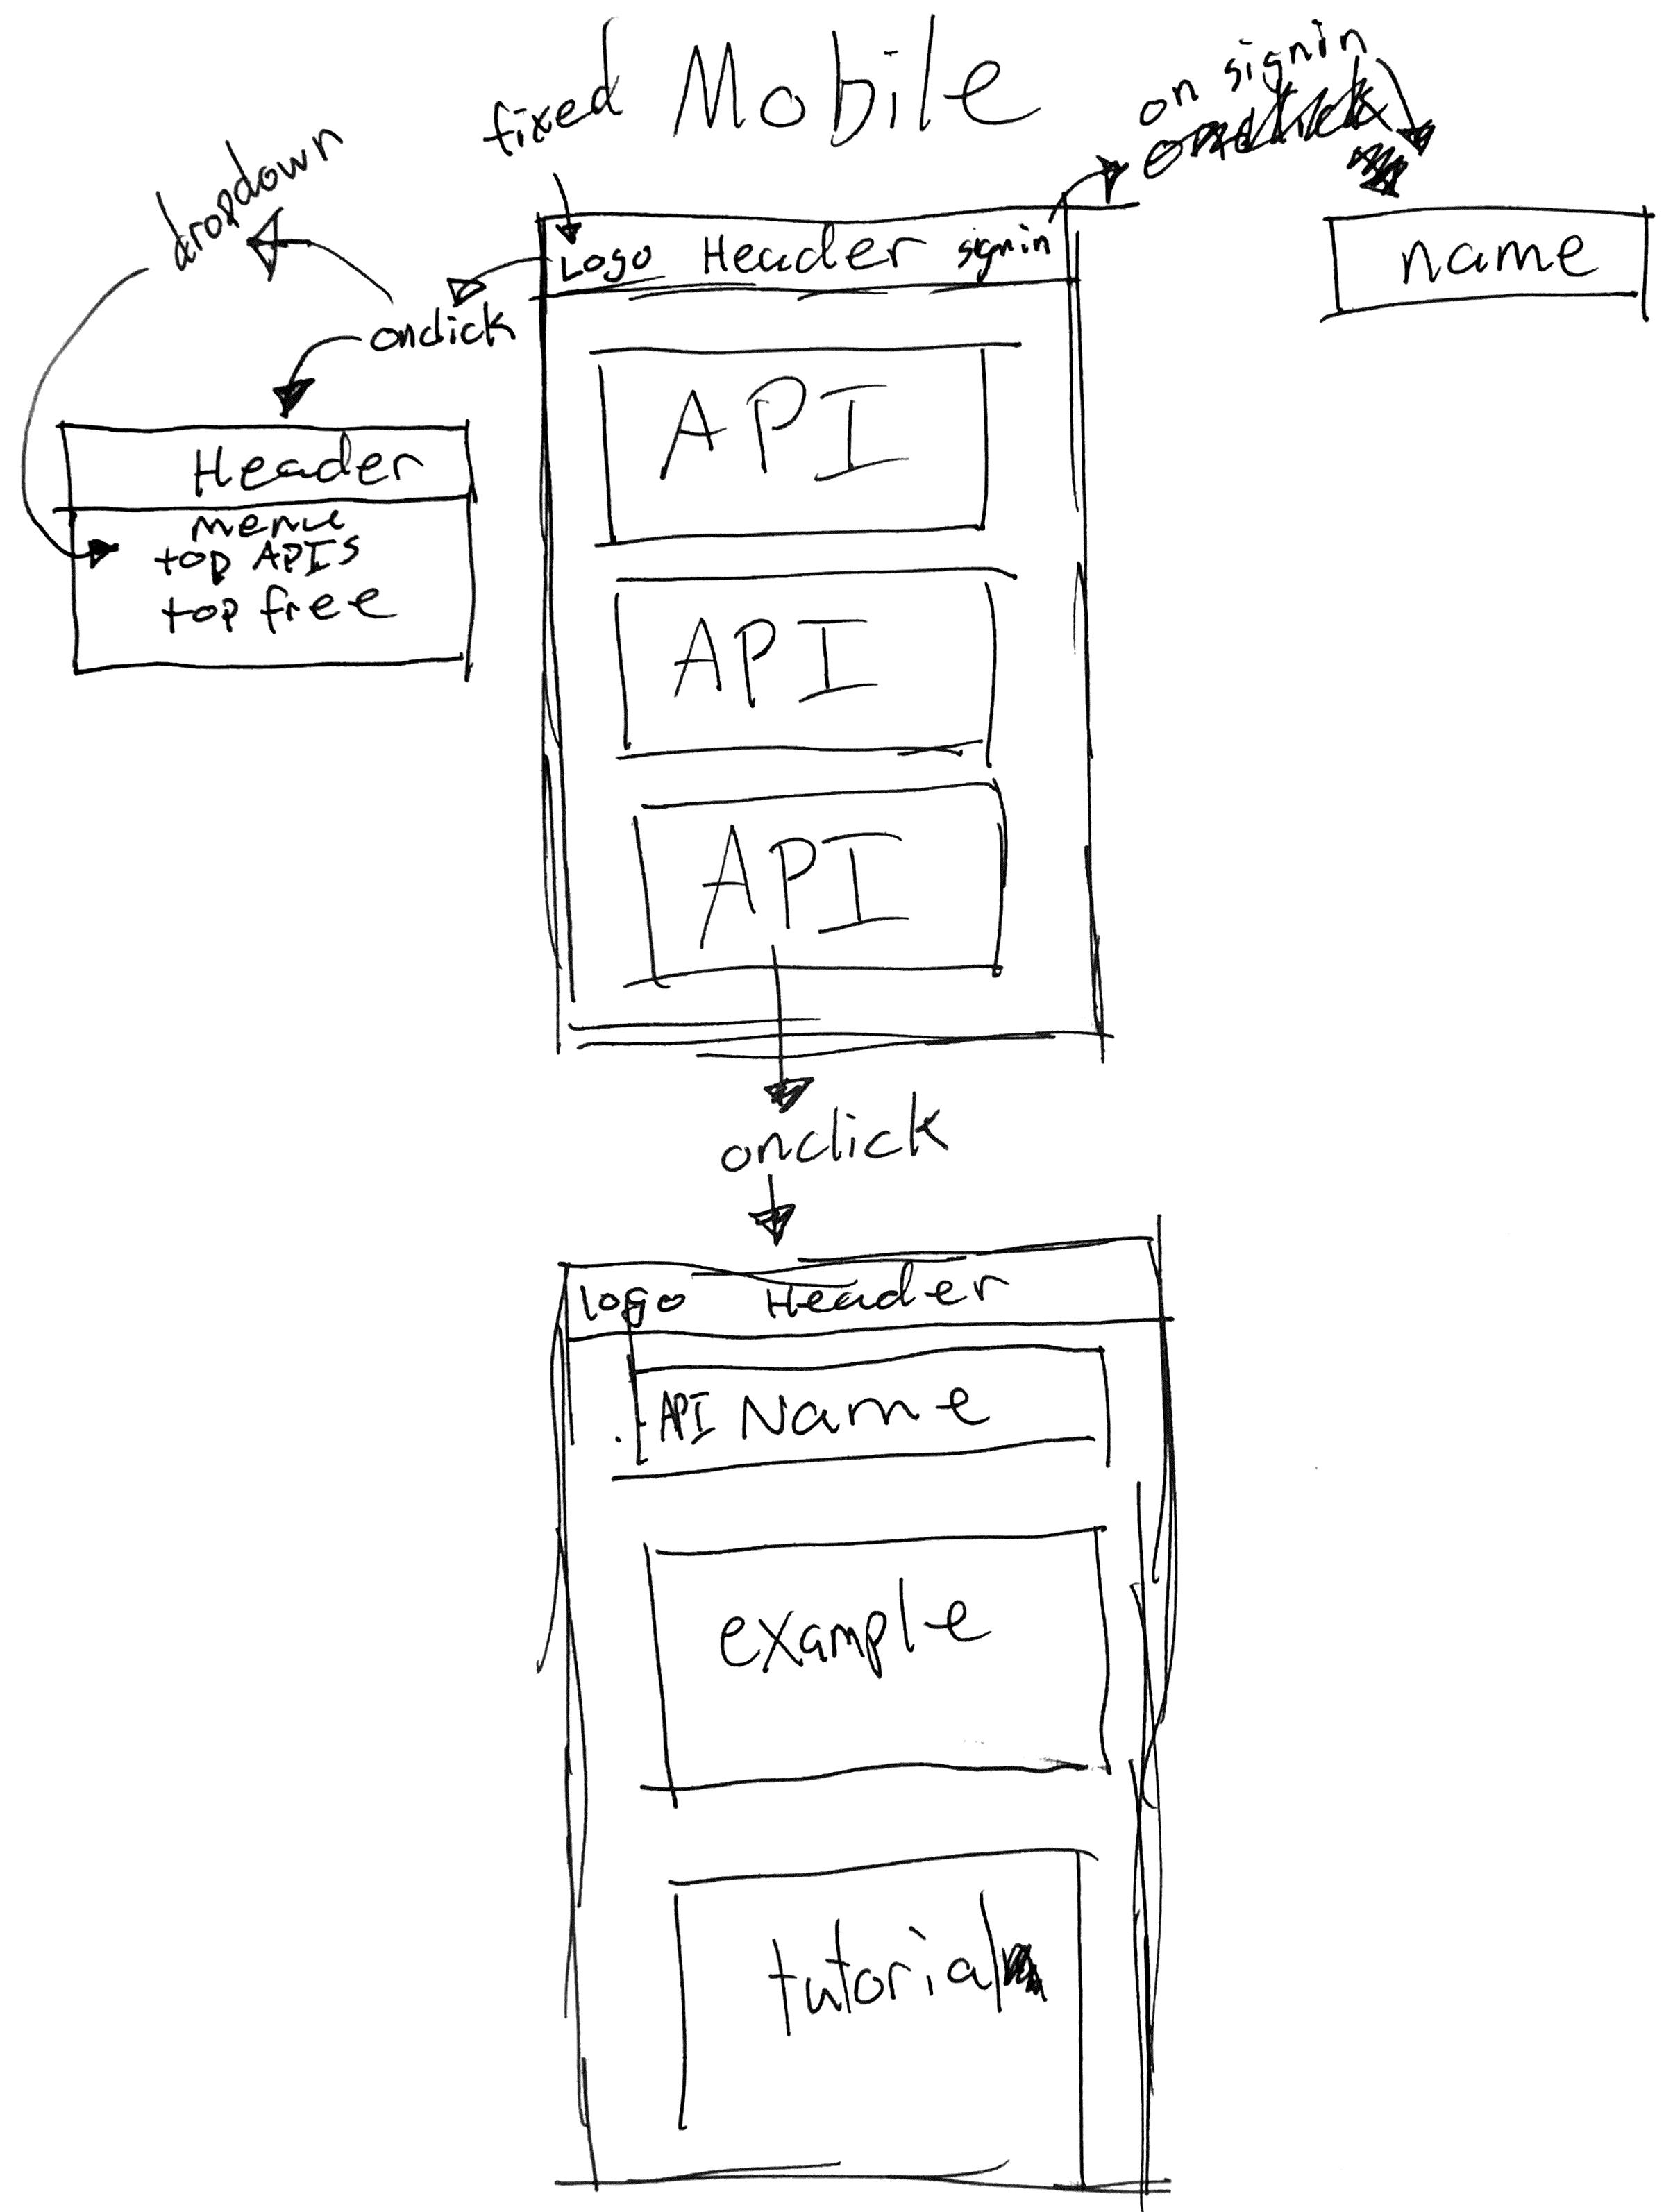 fixed Mobile
on signin
dropdown
Logo Header signin
name
onclick
Header
menu
top APIs
top free
API
API
API
onclick
logo Header
API Name
example
tutorial